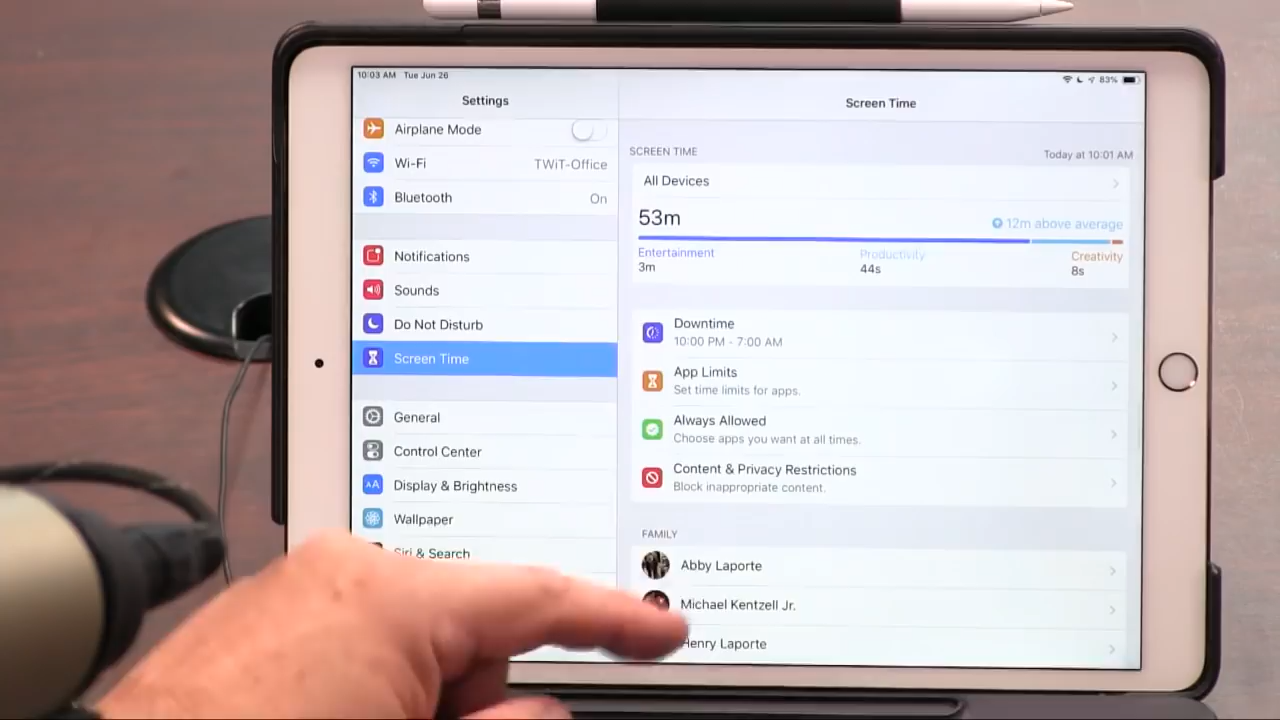 10:03 AM Tue Jun 26
83%
Settings
Airplane Mode
Wi-Fi TWiT-Office
Bluetooth On
Notifications
Sounds
Do Not Disturb
Screen Time
General
Control Center
AA Display & Brightness
Wallpaper
Siri & Search
Screen Time
SCREEN TIME Today at 10:01 AM
All Devices
53m 12m above average
Entertainment Productivity Creativity
3m 44s 8s
Downtime
10:00 PM - 7:00 AM
App Limits
Set time limits for apps.
Always Allowed
Choose apps you want at all times.
Content & Privacy Restrictions
Block inappropriate content.
FAMILY
Abby Laporte
Michael Kentzell Jr.
Henry Laporte